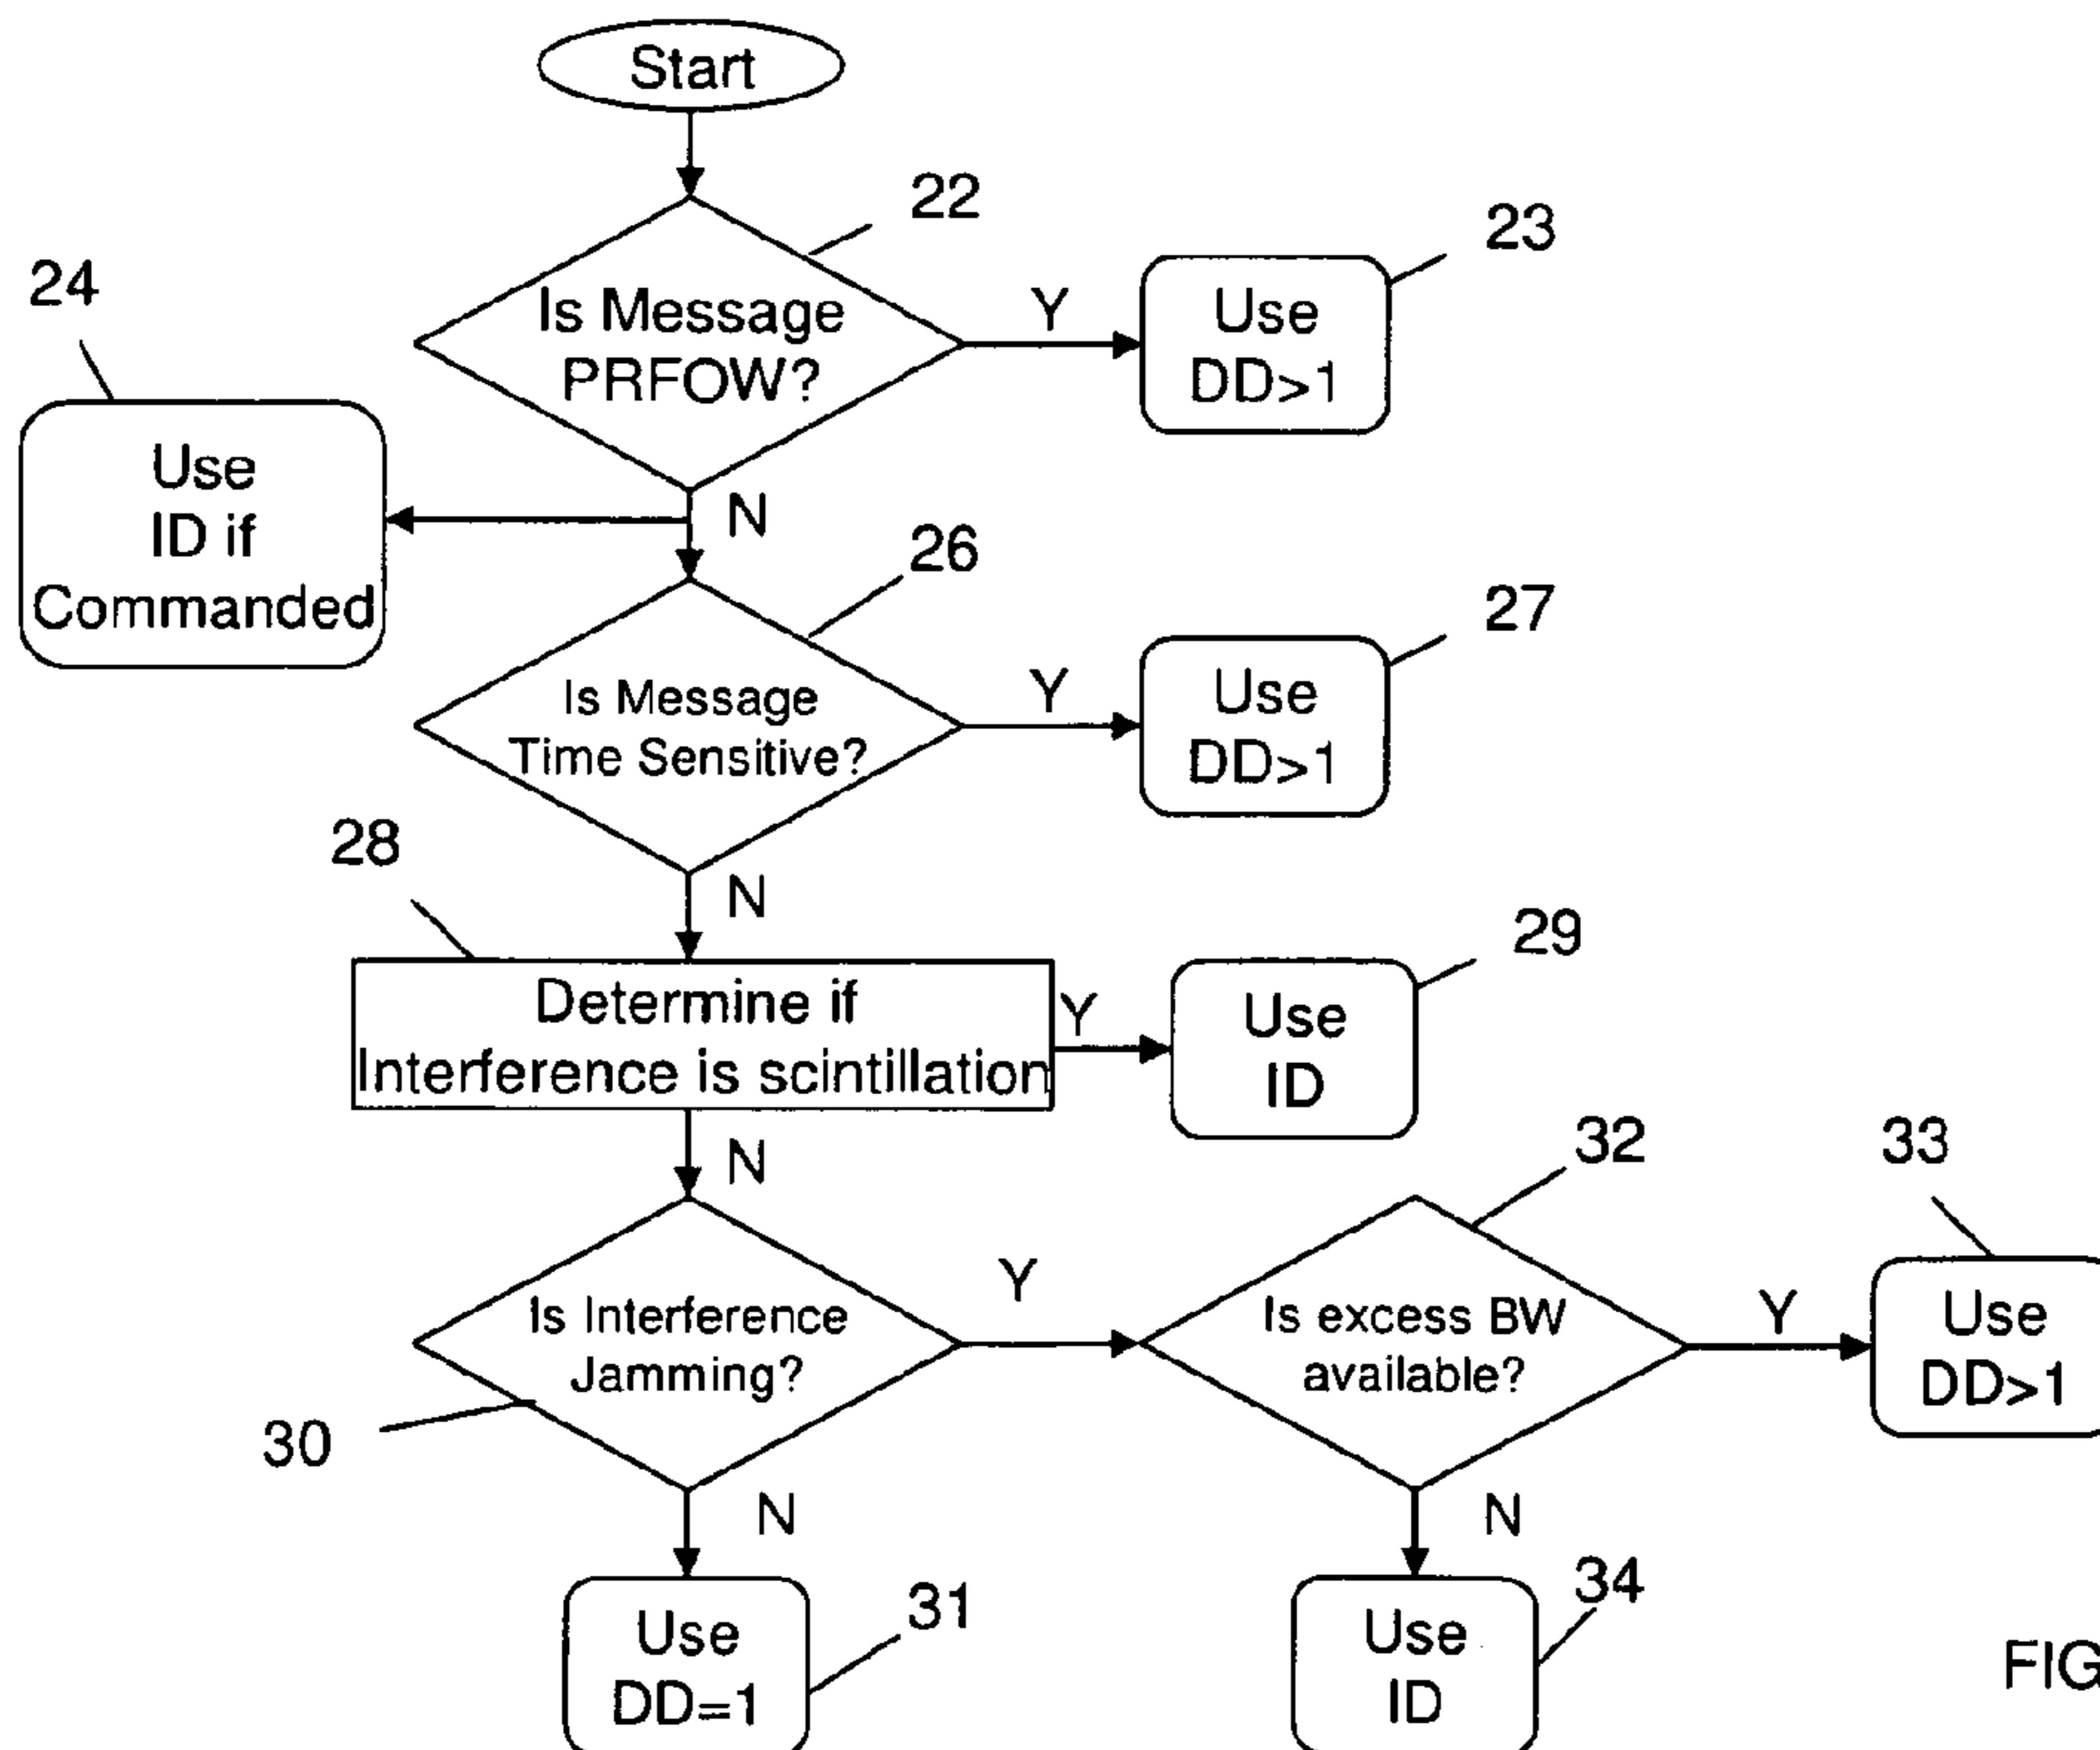 Start
22
Is Message
PRFOW?
Y
23
Use
DD>1
24
Use
ID if
Commanded
N
26
Is Message
Time Sensitive?
Y
27
Use
DD>1
28
N
Determine if
Interference is scintillation
Y
29
Use
ID
N
30
Is Interference
Jamming?
Y
32
Is excess BW
available?
Y
33
Use
DD>1
N
31
Use
DD=1
N
34
Use
ID
FIG